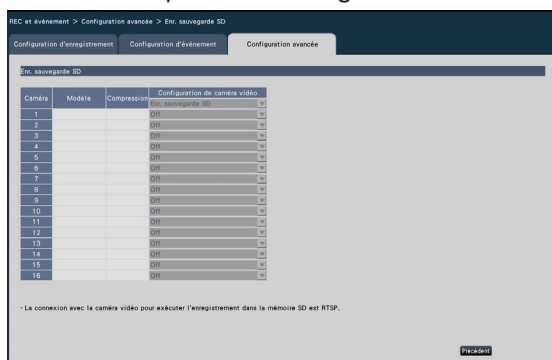 REC et événement > Configuration avancée > Enr. sauvegarde SD
Configuration d'enregistrement Configuration d'événement Configuration avancée
Enr. sauvegarde SD
Caméra Modèle Compression Configuration de caméra vidéo
Enr. sauvegarde SD
1 Off
2 Off
3 Off
4 Off
5 Off
6 Off
7 Off
8 Off
9 Off
10 Off
11 Off
12 Off
13 Off
14 Off
15 Off
16 Off
· La connexion avec la caméra vidéo pour exécuter l'enregistrement dans la mémoire SD est RTSP.
Précédent